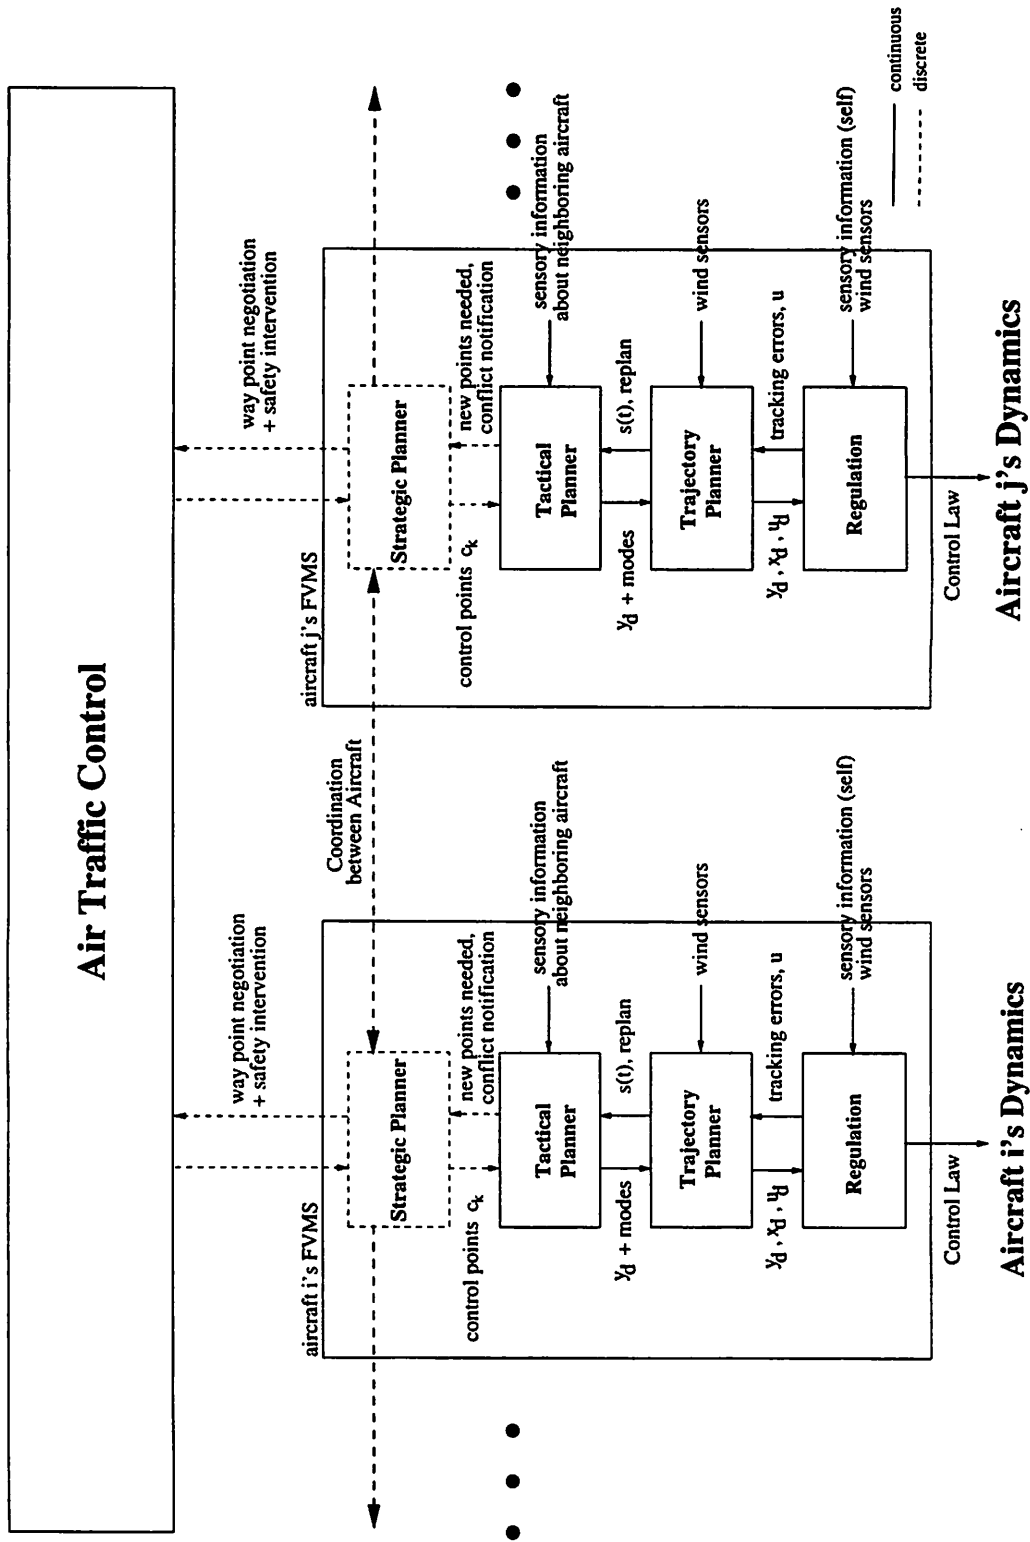 Air Traffic Control
way point negotiation
+ safety intervention
way point negotiation
+ safety intervention
Coordination
between Aircraft
aircraft i's FVMS
Strategic Planner
control points c_k
new points needed,
conflict notification
Tactical
Planner
sensory information
about neighboring aircraft
y_d + modes
s(t), replan
Trajectory
Planner
wind sensors
y_d , x_d , u_d
tracking errors, u
Regulation
sensory information (self)
wind sensors
Control Law
Aircraft i's Dynamics
aircraft j's FVMS
Strategic Planner
control points c_k
new points needed,
conflict notification
Tactical
Planner
sensory information
about neighboring aircraft
y_d + modes
s(t), replan
Trajectory
Planner
wind sensors
y_d , x_d , u_d
tracking errors, u
Regulation
sensory information (self)
wind sensors
Control Law
Aircraft j's Dynamics
continuous
discrete